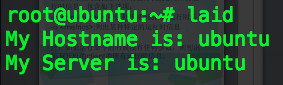 root@ubuntu:~# laid
My Hostname is: ubuntu
My Server is: ubuntu